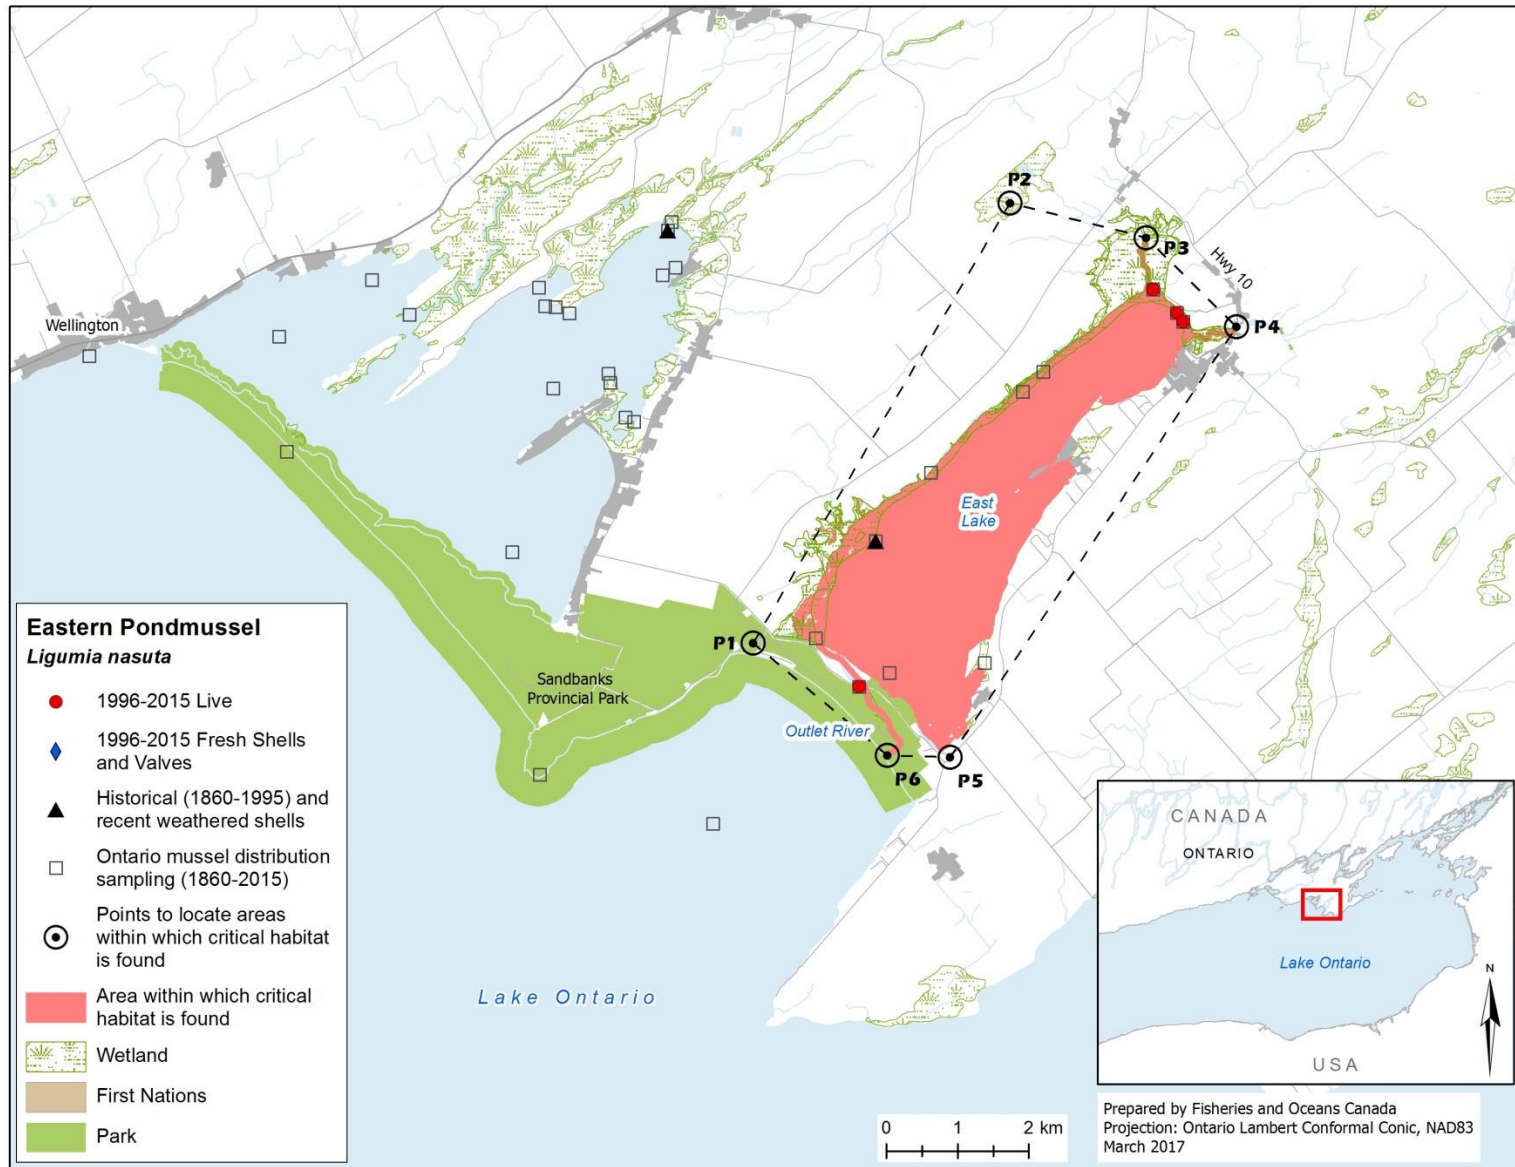 P2
P3
Hwy 10
P4
Wellington
East
Lake
P1
Sandbanks
Provincial Park
Outlet River
P6
P5
Lake Ontario
Eastern Pondmussel
Ligumia nasuta
1996-2015 Live
1996-2015 Fresh Shells
and Valves
Historical (1860-1995) and
recent weathered shells
Ontario mussel distribution
sampling (1860-2015)
Points to locate areas
within which critical habitat
is found
Area within which critical
habitat is found
Wetland
First Nations
Park
0 1 2 km
CANADA
ONTARIO
Lake Ontario
N
USA
Prepared by Fisheries and Oceans Canada
Projection: Ontario Lambert Conformal Conic, NAD83
March 2017